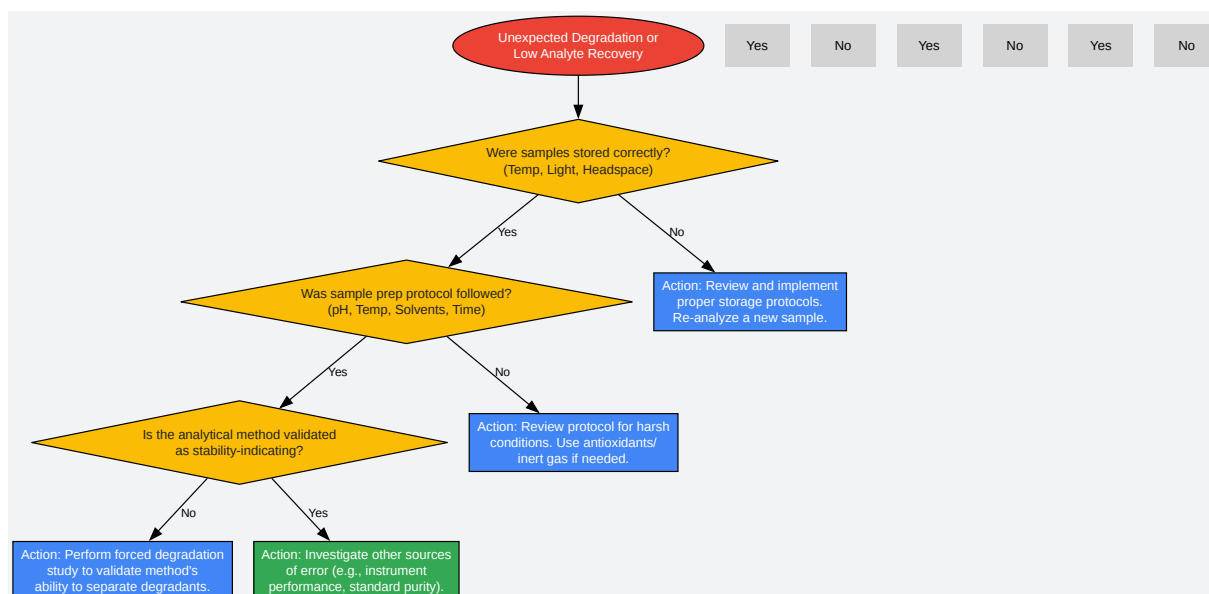 Unexpected Degradation or
Low Analyte Recovery
Yes
No
Yes
No
Yes
No
Were samples stored correctly?
(Temp, Light, Headspace)
Yes
No
Was sample prep protocol followed?
(pH, Temp, Solvents, Time)
Action: Review and implement
proper storage protocols.
Re-analyze a new sample.
Yes
No
Is the analytical method validated
as stability-indicating?
Action: Review protocol for harsh
conditions. Use antioxidants/
inert gas if needed.
No
Yes
Action: Perform forced degradation
study to validate method's
ability to separate degradants.
Action: Investigate other sources
of error (e.g., instrument
performance, standard purity).